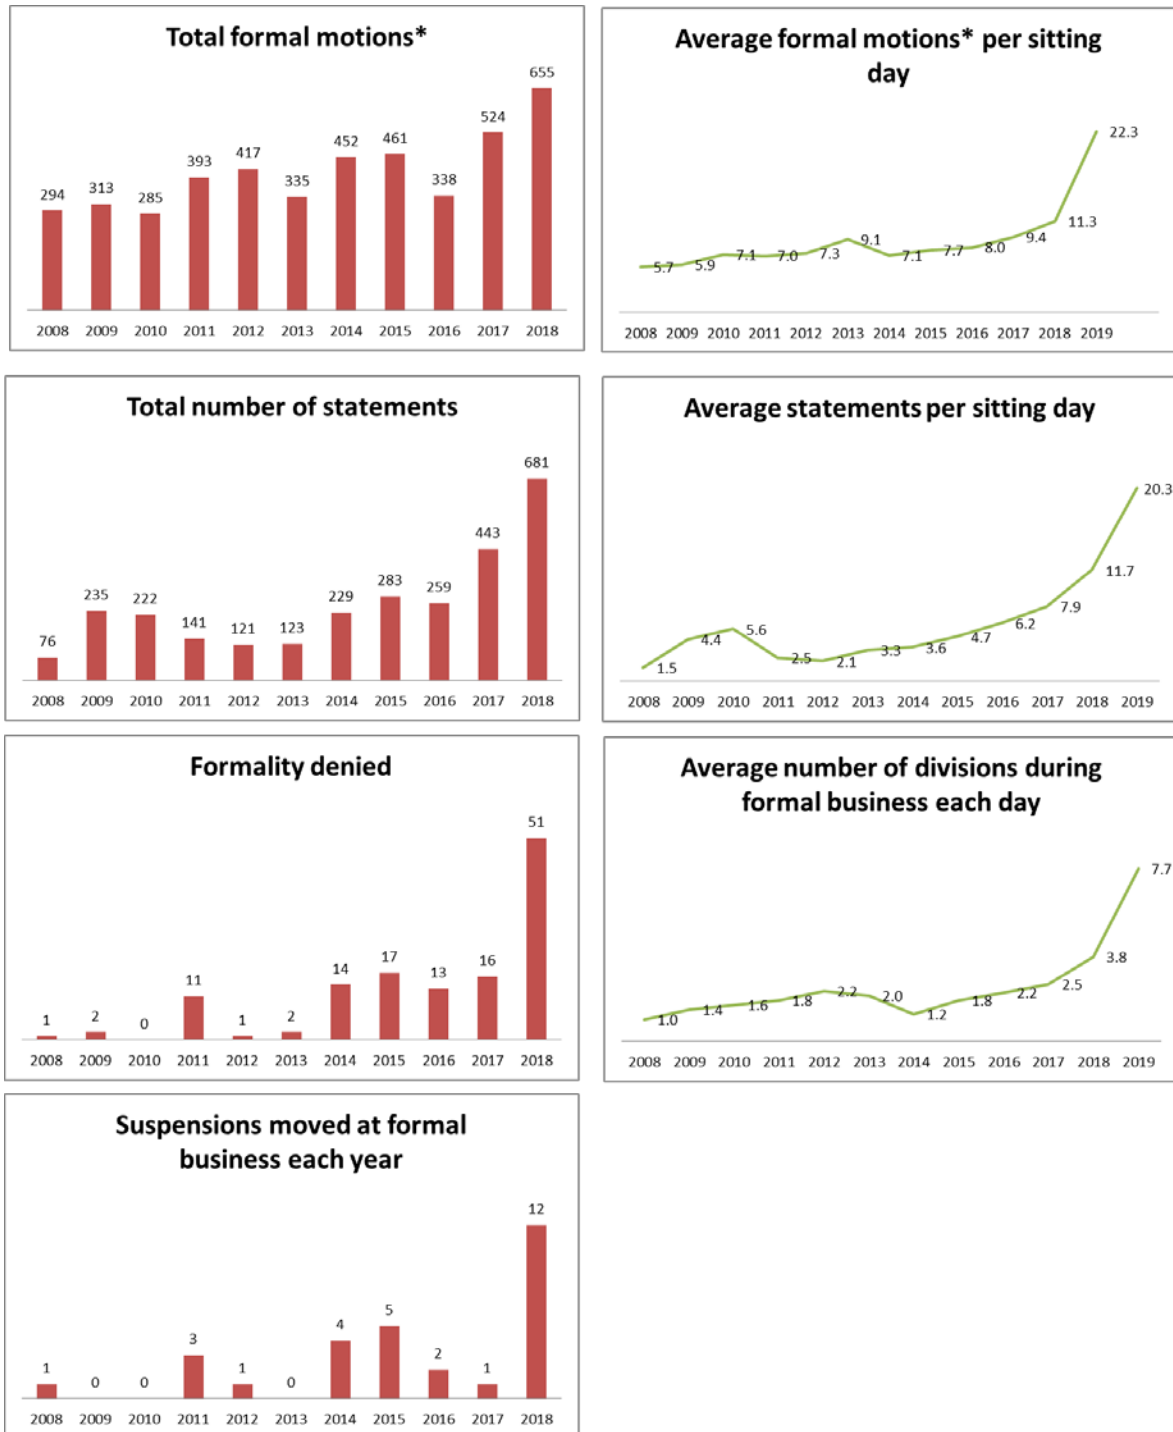 Total formal motions*
294 313 285 393 417 335 452 461 338 524 655
2008 2009 2010 2011 2012 2013 2014 2015 2016 2017 2018
Average formal motions* per sitting
day
5.7 5.9 7.1 7.0 7.3 9.1 7.1 7.7 8.0 9.4 11.3 22.3
2008 2009 2010 2011 2012 2013 2014 2015 2016 2017 2018 2019
Total number of statements
76 235 222 141 121 123 229 283 259 443 681
2008 2009 2010 2011 2012 2013 2014 2015 2016 2017 2018
Average statements per sitting day
1.5 4.4 5.6 2.5 2.1 3.3 3.6 4.7 6.2 7.9 11.7 20.3
2008 2009 2010 2011 2012 2013 2014 2015 2016 2017 2018 2019
Formality denied
1 2 0 11 1 2 14 17 13 16 51
2008 2009 2010 2011 2012 2013 2014 2015 2016 2017 2018
Average number of divisions during
formal business each day
1.0 1.4 1.6 1.8 2.2 2.0 1.2 1.8 2.2 2.5 3.8 7.7
2008 2009 2010 2011 2012 2013 2014 2015 2016 2017 2018 2019
Suspensions moved at formal
business each year
1 0 0 3 1 0 4 5 2 1 12
2008 2009 2010 2011 2012 2013 2014 2015 2016 2017 2018